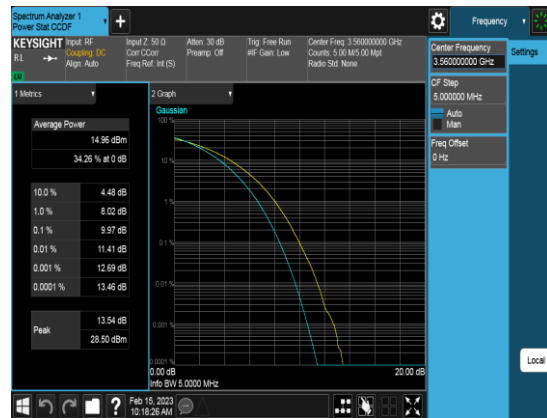 Spectrum Analyzer 1
Power Stat CCDF
+
Frequency
KEYSIGHT
R L
LXI
Input: RF
Coupling: DC
Align: Auto
Input Z: 50 Ω
Corr CCorr
Freq Ref: Int (S)
Atten: 30 dB
Preamp: Off
Trig: Free Run
#IF Gain: Low
Center Freq: 3.560000000 GHz
Counts: 5.00 M/5.00 Mpt
Radio Std: None
Center Frequency
3.560000000 GHz
Settings
CF Step
5.000000 MHz
Auto
Man
Freq Offset
0 Hz
1 Metrics
Average Power
14.96 dBm
34.26 % at 0 dB
10.0 % 4.48 dB
1.0 % 8.02 dB
0.1 % 9.97 dB
0.01 % 11.41 dB
0.001 % 12.69 dB
0.0001 % 13.46 dB
Peak
13.54 dB
28.50 dBm
2 Graph
Gaussian
100 %
10 %
1 %
0.1 %
0.01 %
0.001 %
0.0001 %
0.00 dB 20.00 dB
Info BW 5.0000 MHz
Local
?
Feb 15, 2023
10:18:26 AM